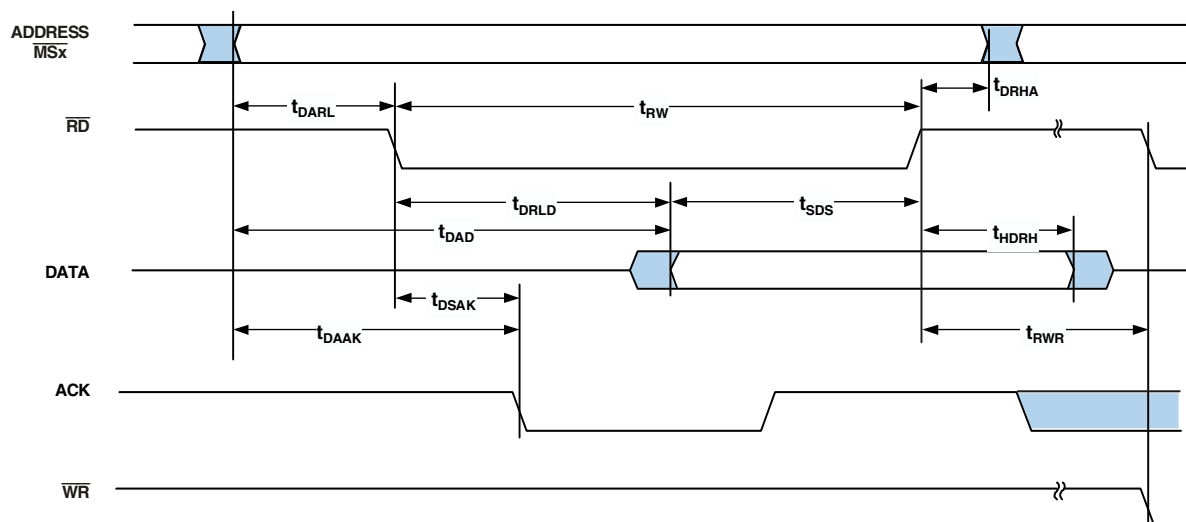 ADDRESS
MSx
tDARL
tRW
tDRHA
RD
tDRLD
tSDS
tDAD
tHDRH
DATA
tDSAK
tDAAK
tRWR
ACK
WR